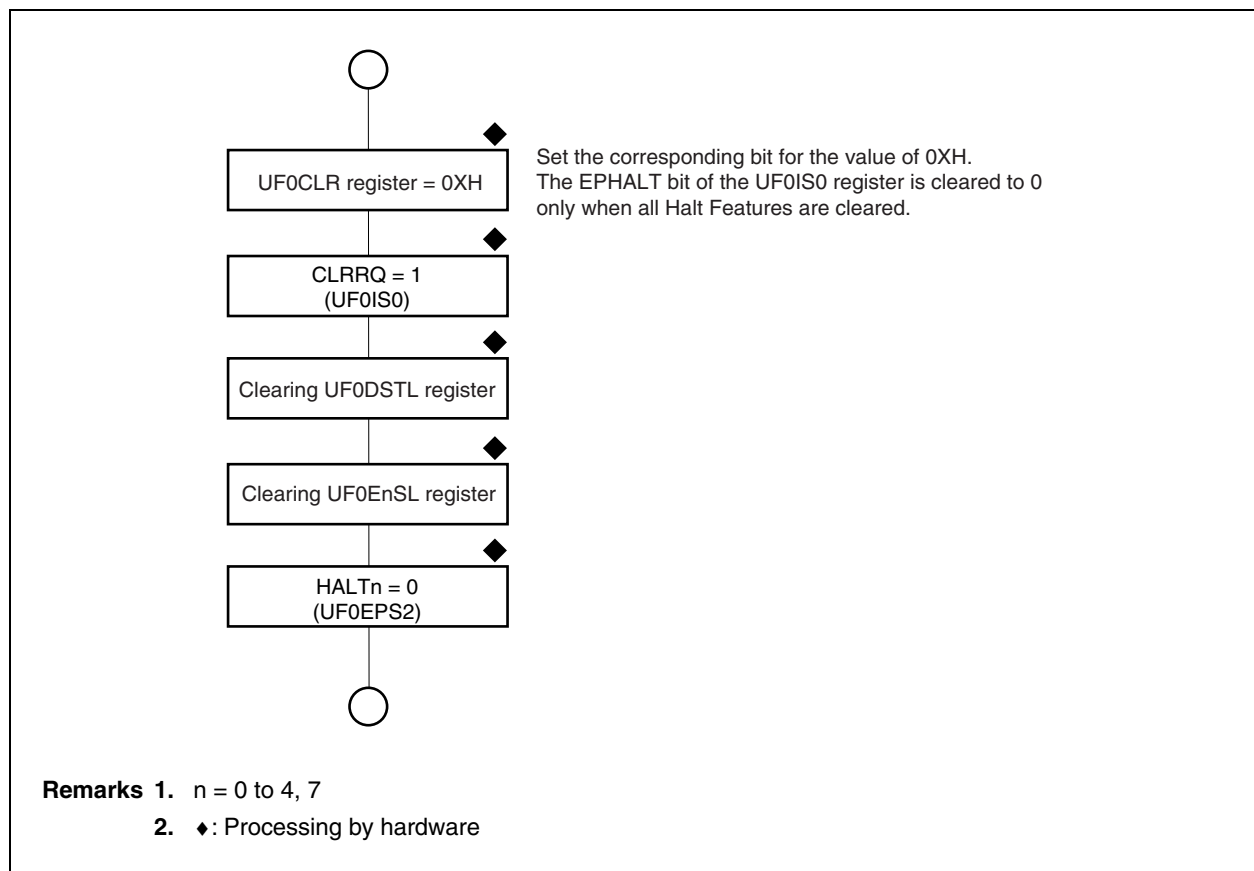 UF0CLR register = 0XH
Set the corresponding bit for the value of 0XH.
The EPHALT bit of the UF0IS0 register is cleared to 0
only when all Halt Features are cleared.
CLRRQ = 1
(UF0IS0)
Clearing UF0DSTL register
Clearing UF0EnSL register
HALTn = 0
(UF0EPS2)
Remarks 1. n = 0 to 4, 7
2. ♦: Processing by hardware